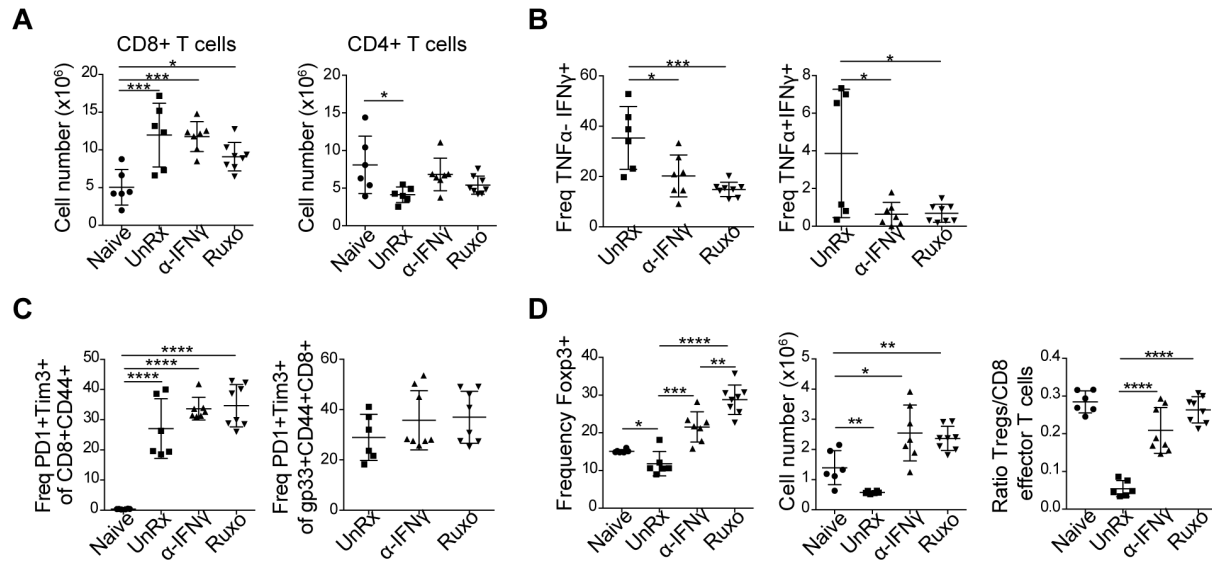 A
CD8+ T cells
Cell number (x10⁶)
20
15
10
5
0
***
***
*
Naive
UnRx
α-IFNγ
Ruxo
CD4+ T cells
Cell number (x10⁶)
20
15
10
5
0
*
Naive
UnRx
α-IFNγ
Ruxo
B
Freq TNFα- IFNγ+
60
40
20
0
***
*
UnRx
α-IFNγ
Ruxo
Freq TNFα+IFNγ+
8
6
4
2
0
*
*
UnRx
α-IFNγ
Ruxo
C
Freq PD1+Tim3+
of CD8+CD44+
50
40
30
20
10
0
****
****
****
Naive
UnRx
α-IFNγ
Ruxo
Freq PD1+Tim3+
of gp33+CD44+CD8+
60
40
20
0
UnRx
α-IFNγ
Ruxo
D
Frequency Foxp3+
40
30
20
10
0
****
**
***
*
Naive
UnRx
α-IFNγ
Ruxo
Cell number (x10⁶)
5
4
3
2
1
0
**
*
**
Naive
UnRx
α-IFNγ
Ruxo
Ratio Tregs/CD8
effector T cells
0.4
0.3
0.2
0.1
0.0
****
****
Naive
UnRx
α-IFNγ
Ruxo